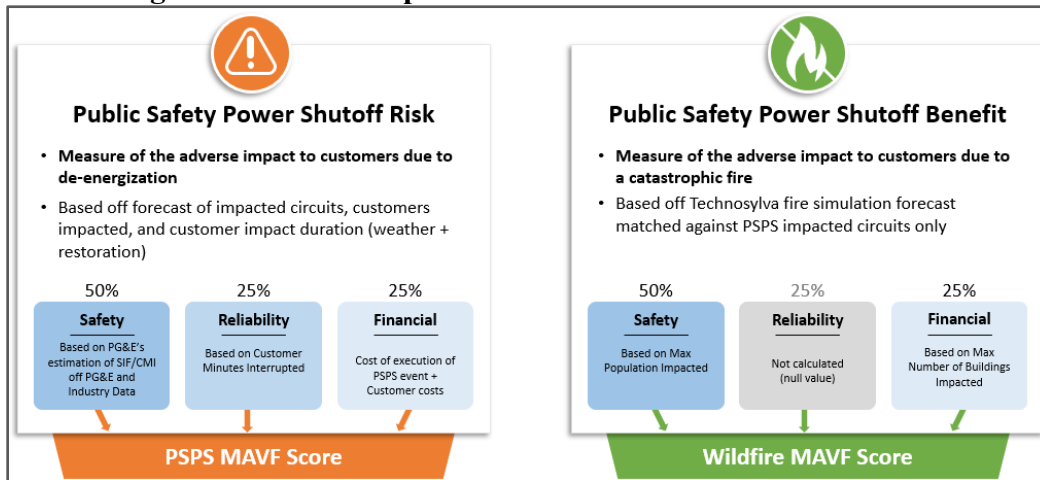 Public Safety Power Shutoff Risk
• Measure of the adverse impact to customers due to
de-energization
• Based off forecast of impacted circuits, customers
impacted, and customer impact duration (weather +
restoration)
50%
Safety
Based on PG&E's
estimation of SIF/CMI
off PG&E and
Industry Data
25%
Reliability
Based on Customer
Minutes Interrupted
25%
Financial
Cost of execution of
PSPS event +
Customer costs
PSPS MAVF Score
Public Safety Power Shutoff Benefit
• Measure of the adverse impact to customers due to
a catastrophic fire
• Based off Technosylva fire simulation forecast
matched against PSPS impacted circuits only
50%
Safety
Based on Max
Population Impacted
25%
Reliability
Not calculated
(null value)
25%
Financial
Based on Max
Number of Buildings
Impacted
Wildfire MAVF Score